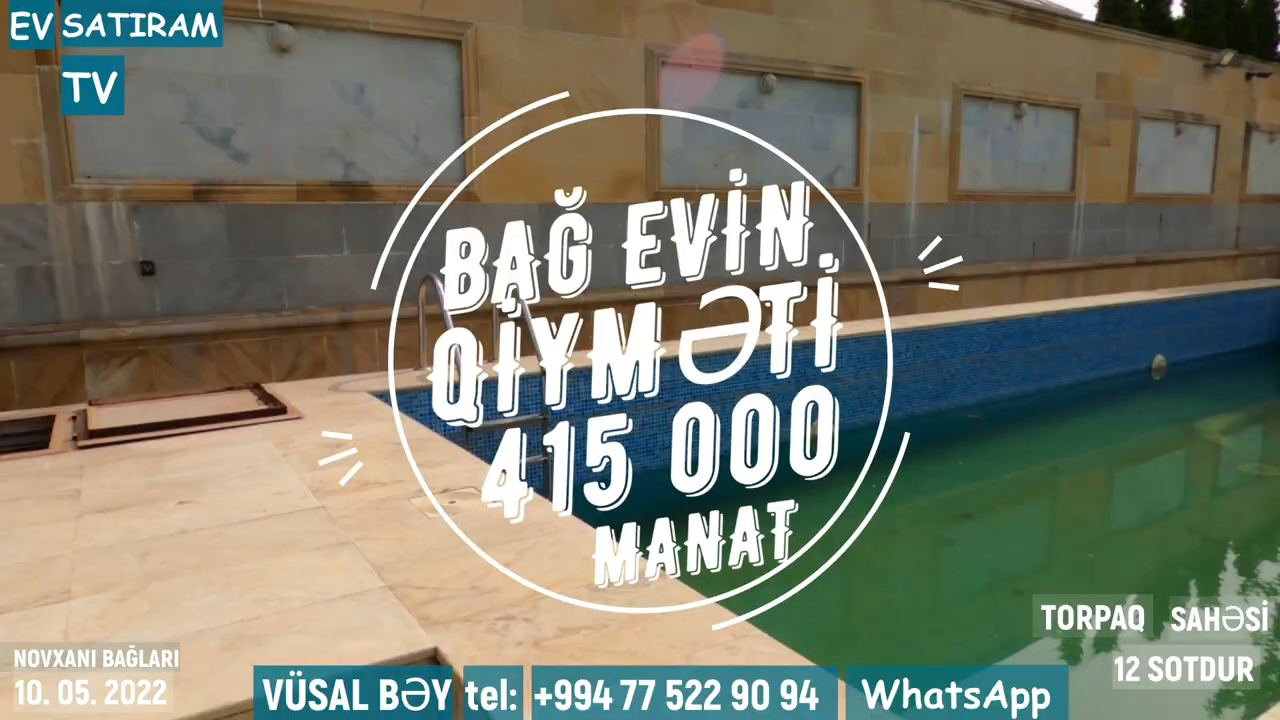 EV SATIRAM
TV
BAĞ EVİN
QİYMƏTİ
415 000
MANAT
TORPAQ SAHƏSİ
12 SOTDUR
NOVXANI BAĞLARI
10. 05. 2022
VÜSAL BƏY tel: +994 77 522 90 94 WhatsApp